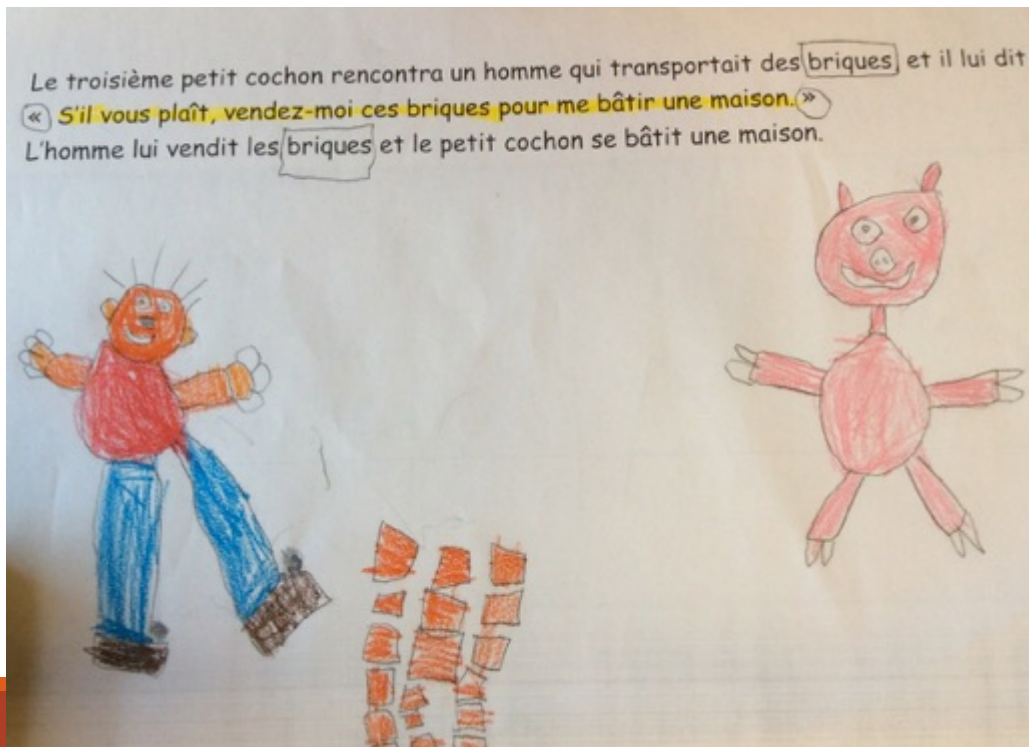 Le troisième petit cochon rencontra un homme qui transportait des briques et il lui dit
« S'il vous plaît, vendez-moi ces briques pour me bâtir une maison. »
L'homme lui vendit les briques et le petit cochon se bâtit une maison.